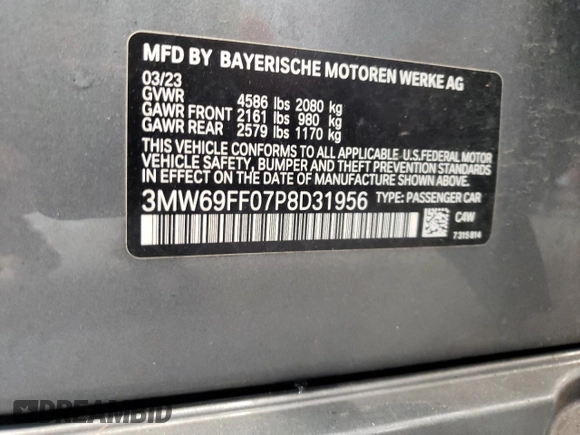 MFD BY BAYERISCHE MOTOREN WERKE AG
03/23
GVWR 4586 lbs 2080 kg
GAWR FRONT 2161 lbs 980 kg
GAWR REAR 2579 lbs 1170 kg
THIS VEHICLE CONFORMS TO ALL APPLICABLE U.S.FEDERAL MOTOR
VEHICLE SAFETY, BUMPER AND THEFT PREVENTION STANDARDS
IN EFFECT ON THE DATE OF MANUFACTURE SHOWN ABOVE.
3MW69FF07P8D31956 TYPE: PASSENGER CAR
C4W
7315814
DREAMBID